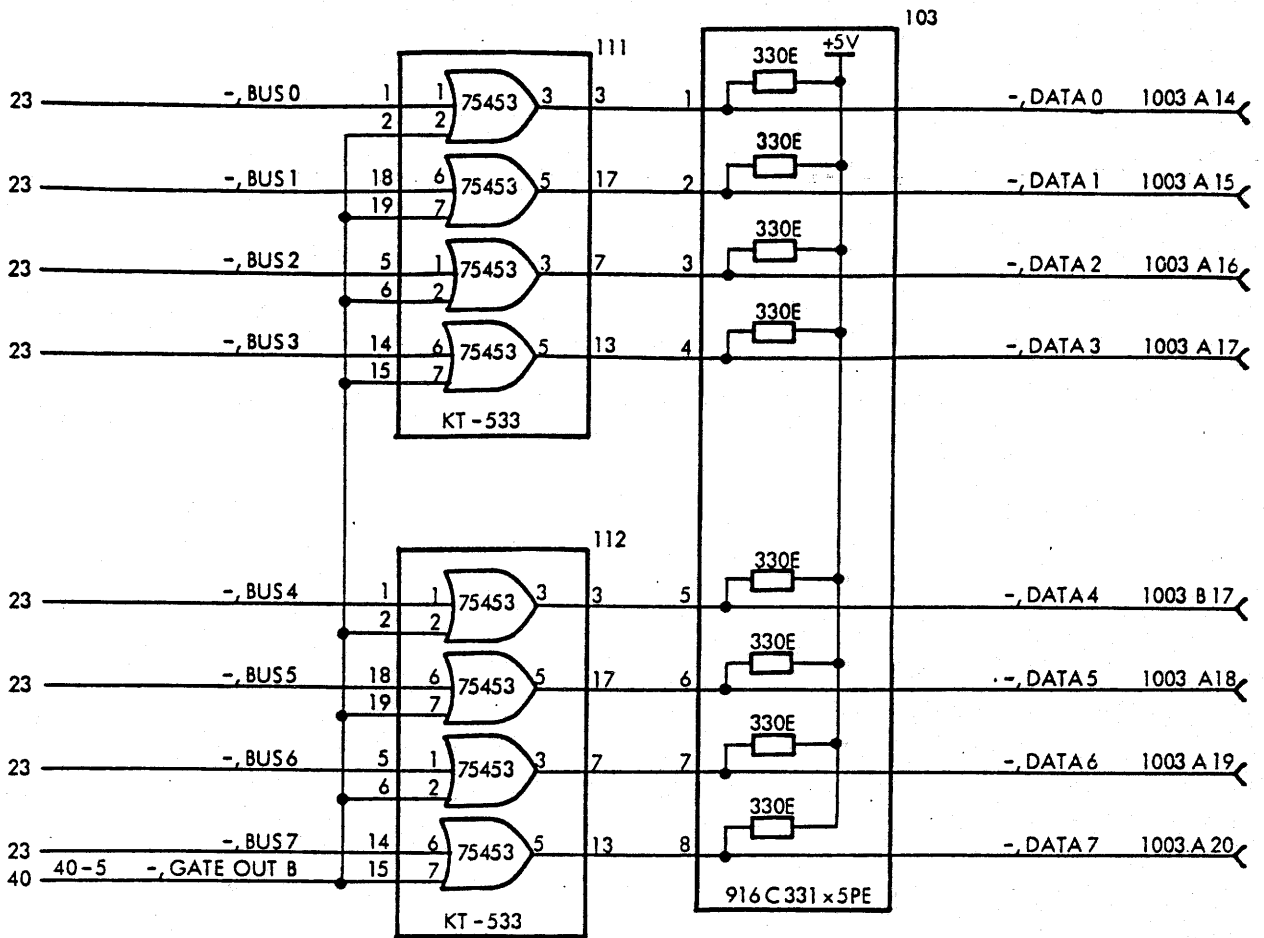 103
111
330E +5V
23 -, BUS 0 1 1 75453 3 3 1 -, DATA 0 1003 A 14
2 2
330E
23 -, BUS 1 18 6 75453 5 17 2 -, DATA 1 1003 A 15
19 7
330E
23 -, BUS 2 5 1 75453 3 7 3 -, DATA 2 1003 A 16
6 2
330E
23 -, BUS 3 14 6 75453 5 13 4 -, DATA 3 1003 A 17
15 7
KT - 533
112
330E
23 -, BUS 4 1 1 75453 3 3 5 -, DATA 4 1003 B 17
2 2
330E
23 -, BUS 5 18 6 75453 5 17 6 -, DATA 5 1003 A 18
19 7
330E
23 -, BUS 6 5 1 75453 3 7 7 -, DATA 6 1003 A 19
6 2
330E
23 -, BUS 7 14 6 75453 5 13 8 -, DATA 7 1003 A 20
40 40-5 -, GATE OUT B 15 7
916 C 331 x 5PE
KT - 533